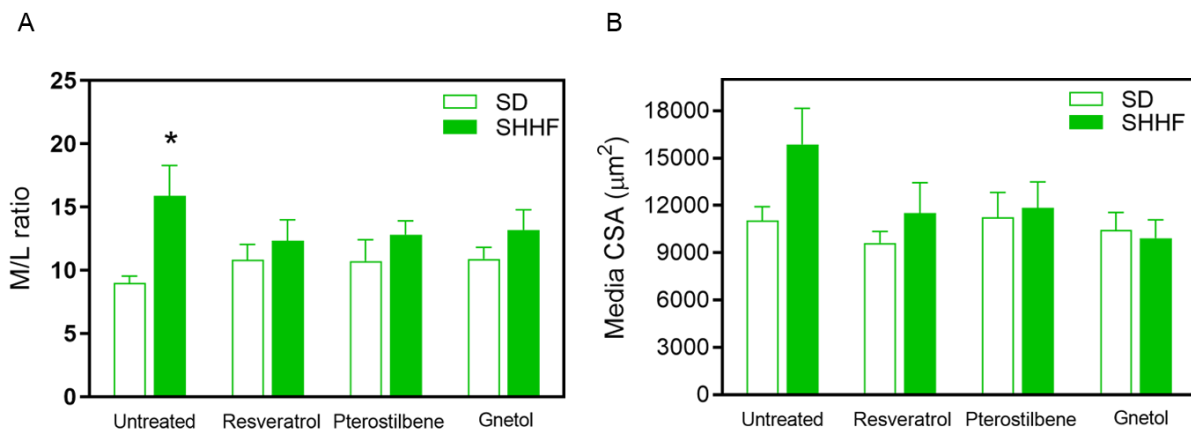 A
M/L ratio
25
20
15
10
5
0
SD
SHHF
*
Untreated
Resveratrol
Pterostilbene
Gnetol
B
Media CSA (μm²)
18000
15000
12000
9000
6000
3000
0
SD
SHHF
Untreated
Resveratrol
Pterostilbene
Gnetol